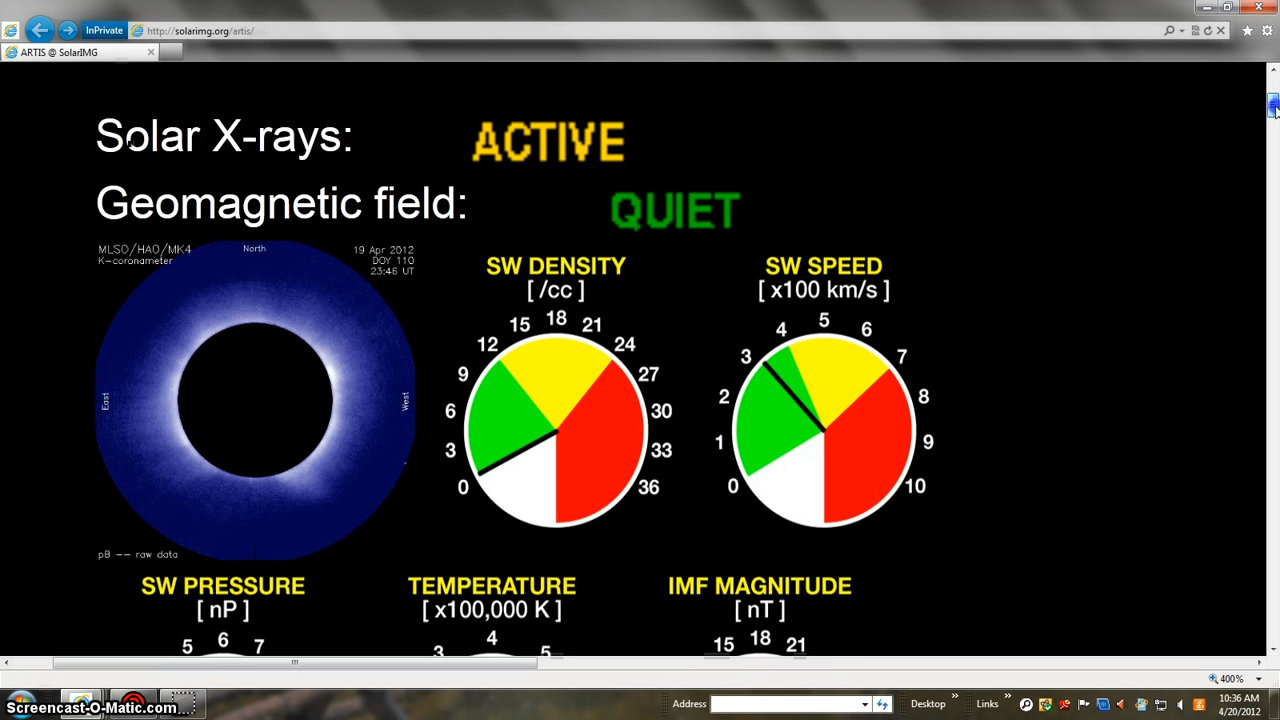 InPrivate
http://solarimg.org/artis/
ARTIS @ SolarIMG
Solar X-rays:
ACTIVE
Geomagnetic field:
QUIET
MLSO/HAO/MK4
K-coronameter
North
19 Apr 2012
DOY 110
23:46 UT
East
West
pB -- raw data
SW DENSITY
[ /cc ]
0 3 6 9 12 15 18 21 24 27 30 33 36
SW SPEED
[ x100 km/s ]
0 1 2 3 4 5 6 7 8 9 10
SW PRESSURE
[ nP ]
5 6 7
TEMPERATURE
[ x100,000 K ]
3 4 5
IMF MAGNITUDE
[ nT ]
15 18 21
400%
Screencast-O-Matic.com
Address
Desktop
Links
10:36 AM
4/20/2012